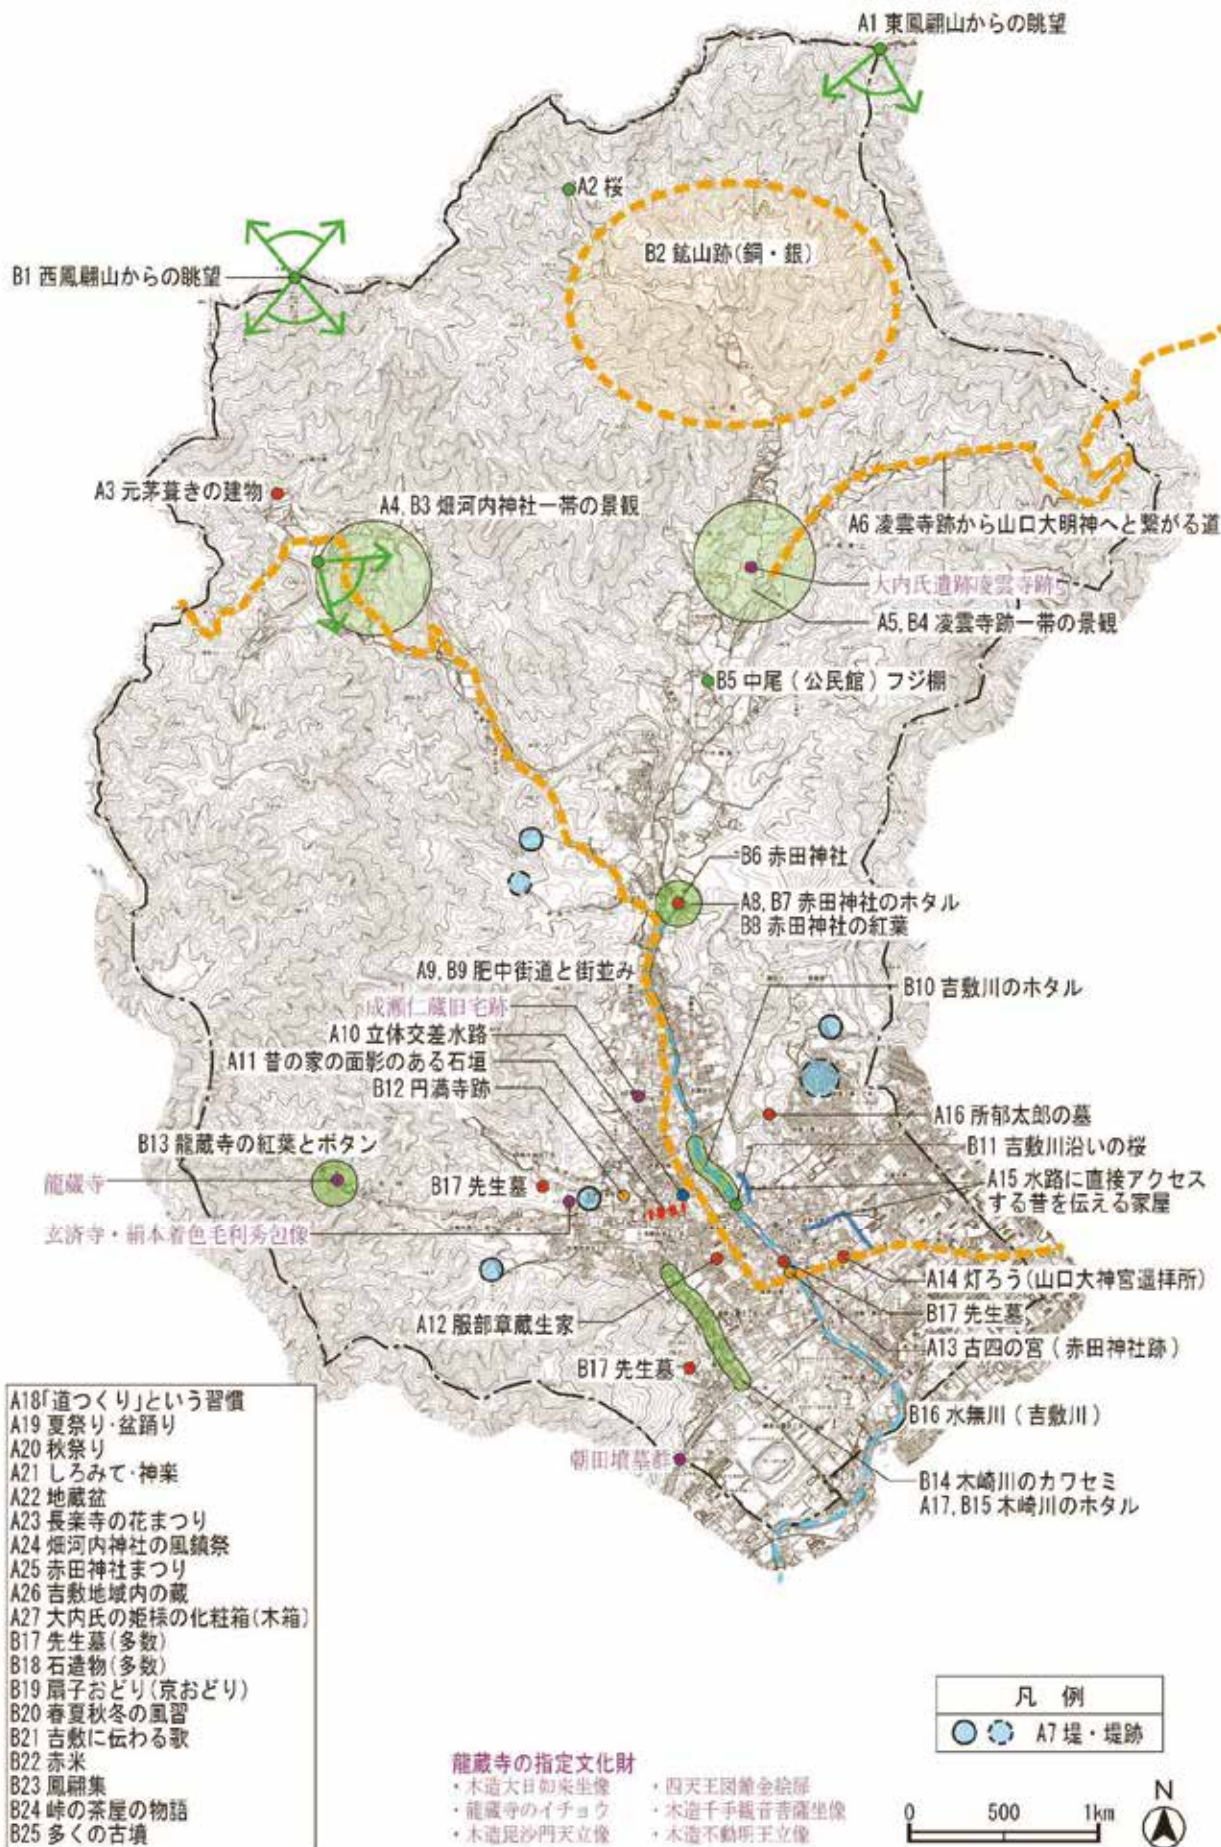 A1 東鳳翩山からの眺望
A2 桜
B2 鉱山跡(銅・銀)
B1 西鳳翩山からの眺望
A3 元茅葺きの建物
A4, B3 畑河内神社一帯の景観
A6 凌雲寺跡から山口大明神へと繋がる道
大内氏遺跡凌雲寺跡
A5, B4 凌雲寺跡一帯の景観
B5 中尾（公民館）フジ棚
B6 赤田神社
A8, B7 赤田神社のホタル
B8 赤田神社の紅葉
A9, B9 肥中街道と街並み
B10 吉敷川のホタル
成瀬仁蔵旧宅跡
A10 立体交差水路
A11 昔の家の面影のある石垣
B12 円満寺跡
A16 所郁太郎の墓
B13 龍蔵寺の紅葉とボタン
B11 吉敷川沿いの桜
龍蔵寺
B17 先生墓
A15 水路に直接アクセス
する昔を伝える家屋
玄済寺・絹本着色毛利秀包像
A14 灯ろう(山口大神宮遥拝所)
A12 服部章蔵生家
B17 先生墓
A13 古四の宮（赤田神社跡）
B17 先生墓
B16 水無川（吉敷川）
朝田墳墓群
B14 木崎川のカワセミ
A17, B15 木崎川のホタル
A18「道つくり」という習慣
A19 夏祭り・盆踊り
A20 秋祭り
A21 しろみて・神楽
A22 地蔵盆
A23 長楽寺の花まつり
A24 畑河内神社の風鎮祭
A25 赤田神社まつり
A26 吉敷地域内の蔵
A27 大内氏の姫様の化粧箱(木箱)
B17 先生墓(多数)
B18 石造物(多数)
B19 扇子おどり(京おどり)
B20 春夏秋冬の風習
B21 吉敷に伝わる歌
B22 赤米
B23 鳳翩集
B24 峠の茶屋の物語
B25 多くの古墳
凡 例
A7 堤・堤跡
龍蔵寺の指定文化財
・木造大日如来坐像
・龍蔵寺のイチョウ
・木造毘沙門天立像
・四天王図鎗金絵扉
・木造千手観音菩薩坐像
・木造不動明王立像
0 500 1km
N